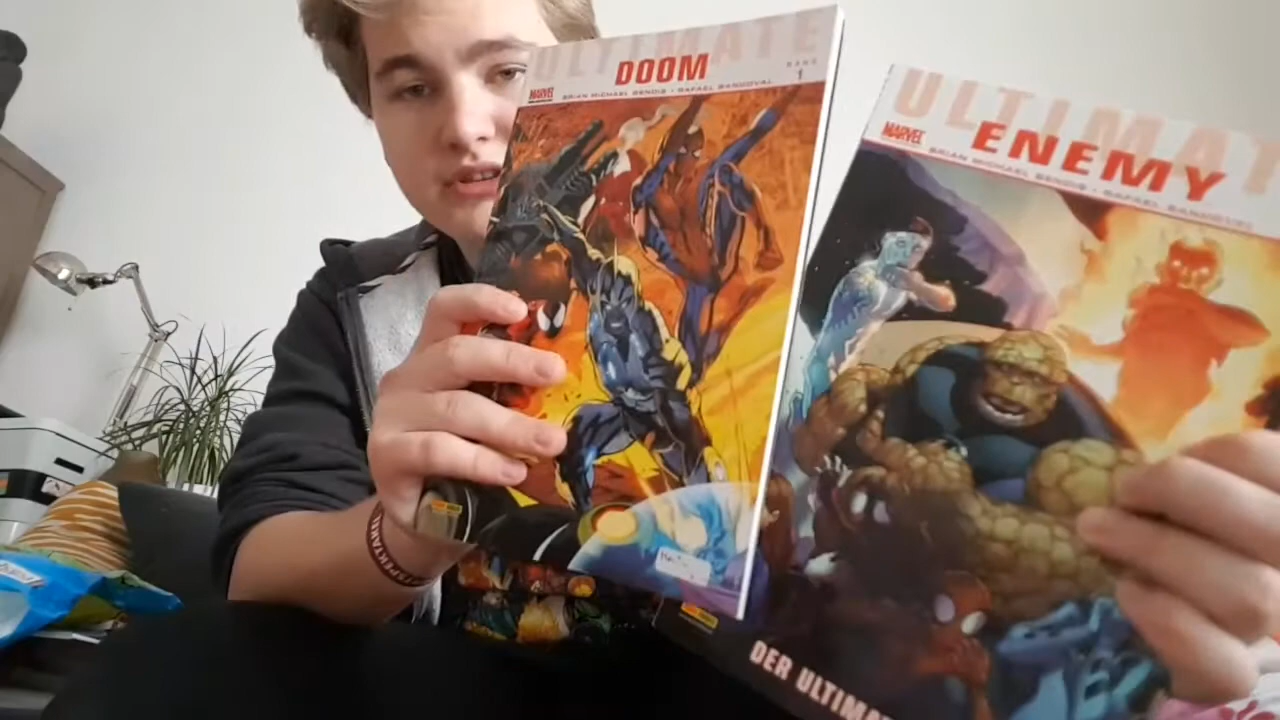 ULTIMATE
DOOM
BAND
1
MARVEL
BRIAN MICHAEL BENDIS • RAFAEL SANDOVAL
ULTIMAT
ENEMY
MARVEL
BRIAN MICHAEL BENDIS • RAFAEL SANDOVAL
DER ULTIMA